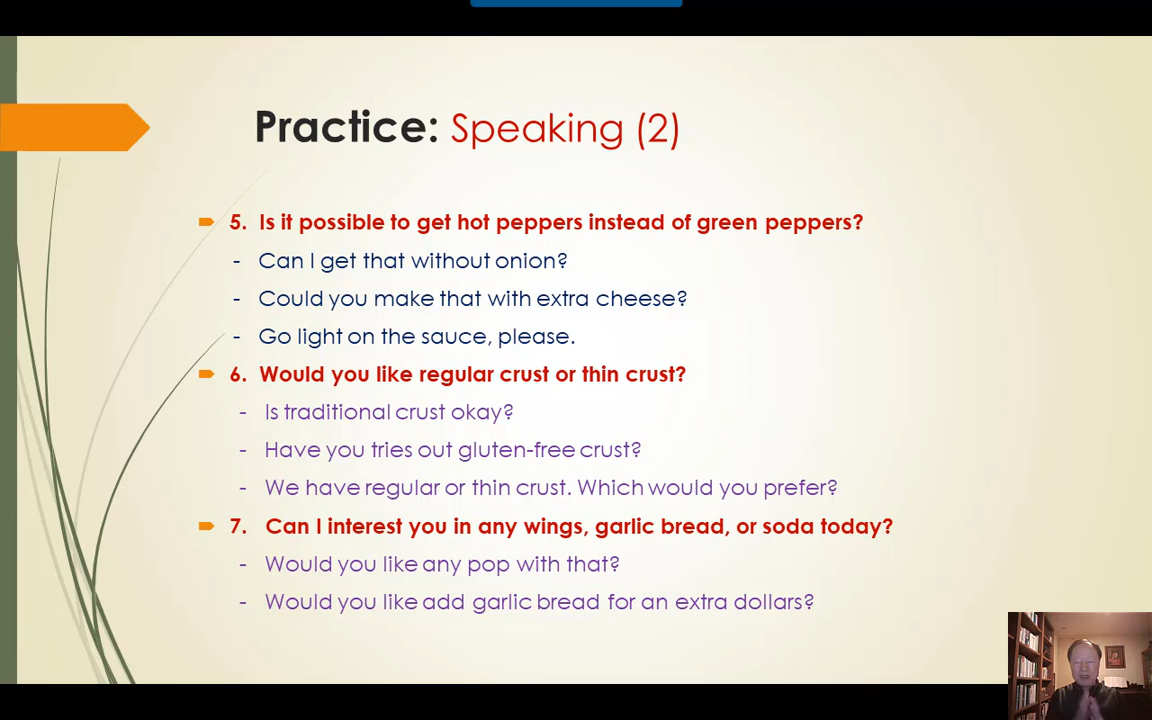 Practice: Speaking (2)
5. Is it possible to get hot peppers instead of green peppers?
- Can I get that without onion?
- Could you make that with extra cheese?
- Go light on the sauce, please.
6. Would you like regular crust or thin crust?
- Is traditional crust okay?
- Have you tries out gluten-free crust?
- We have regular or thin crust. Which would you prefer?
7. Can I interest you in any wings, garlic bread, or soda today?
- Would you like any pop with that?
- Would you like add garlic bread for an extra dollars?